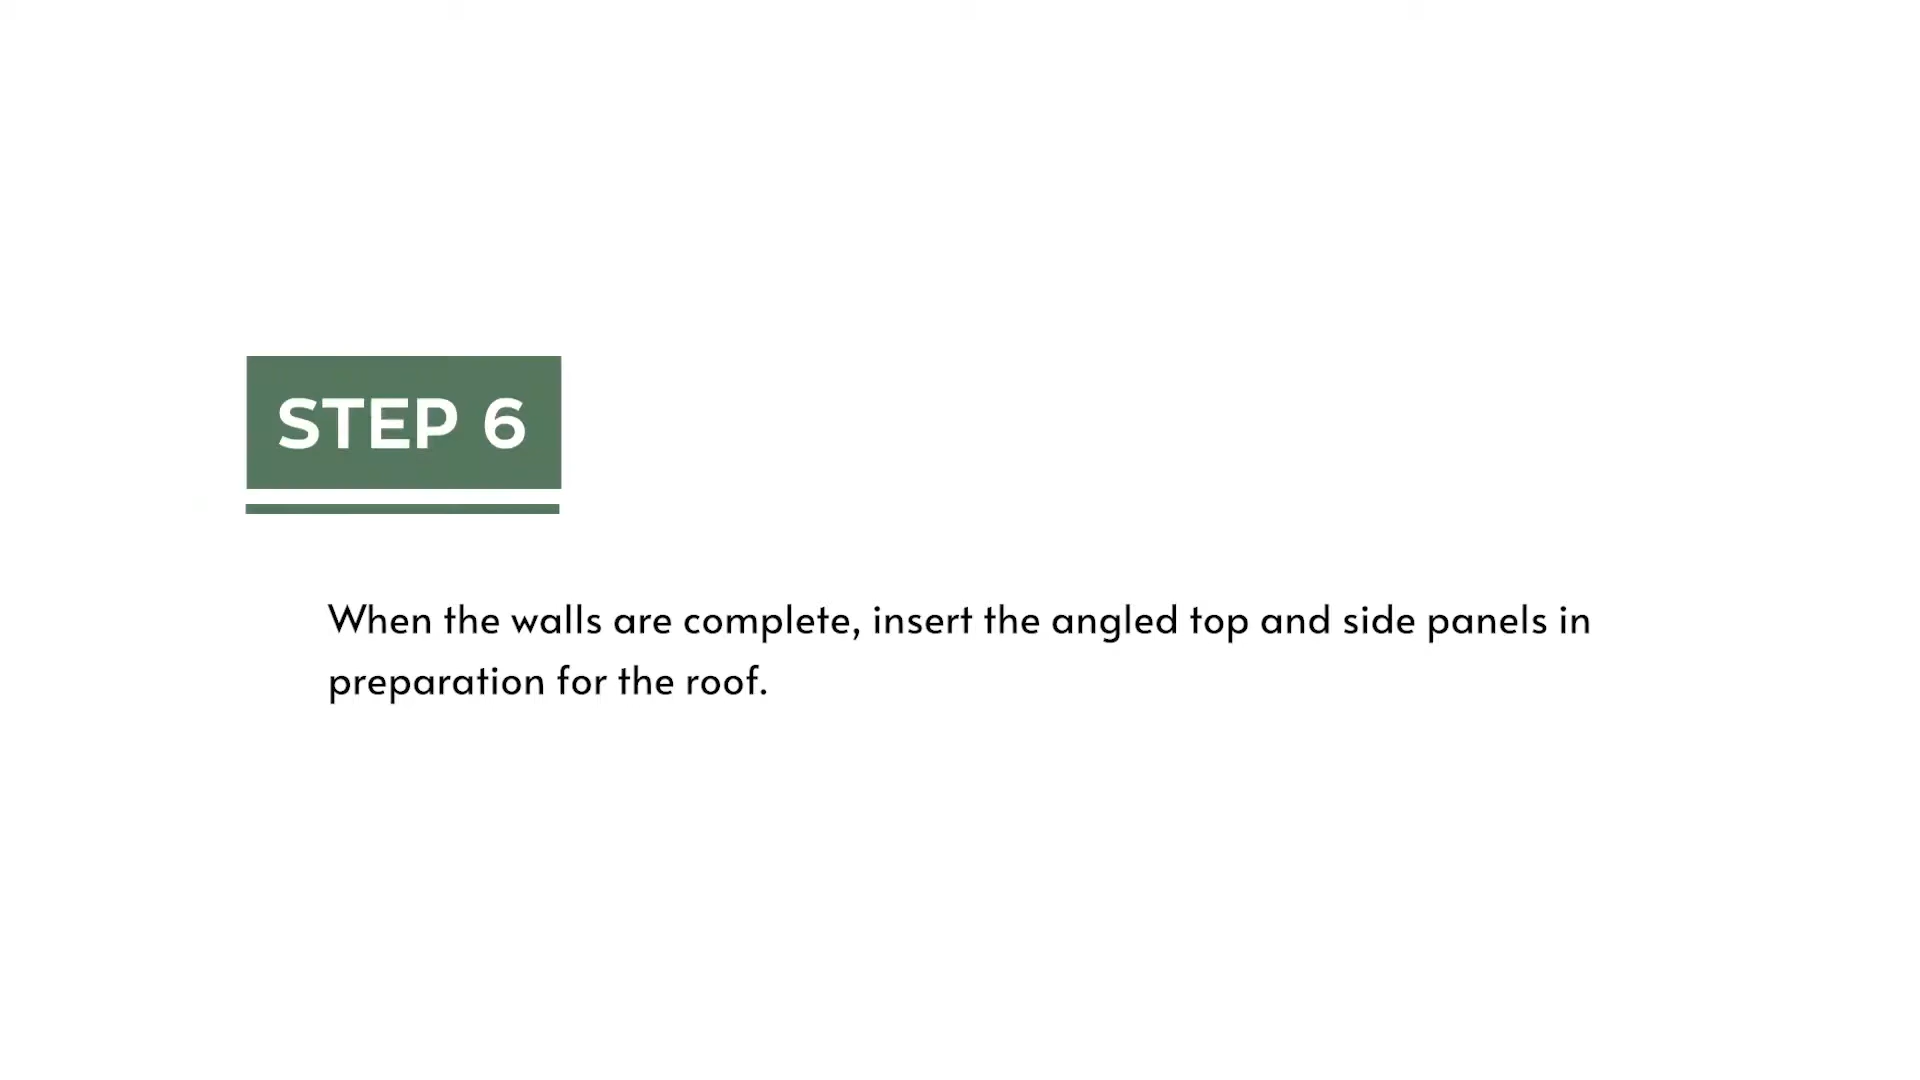 STEP 6
When the walls are complete, insert the angled top and side panels in
preparation for the roof.